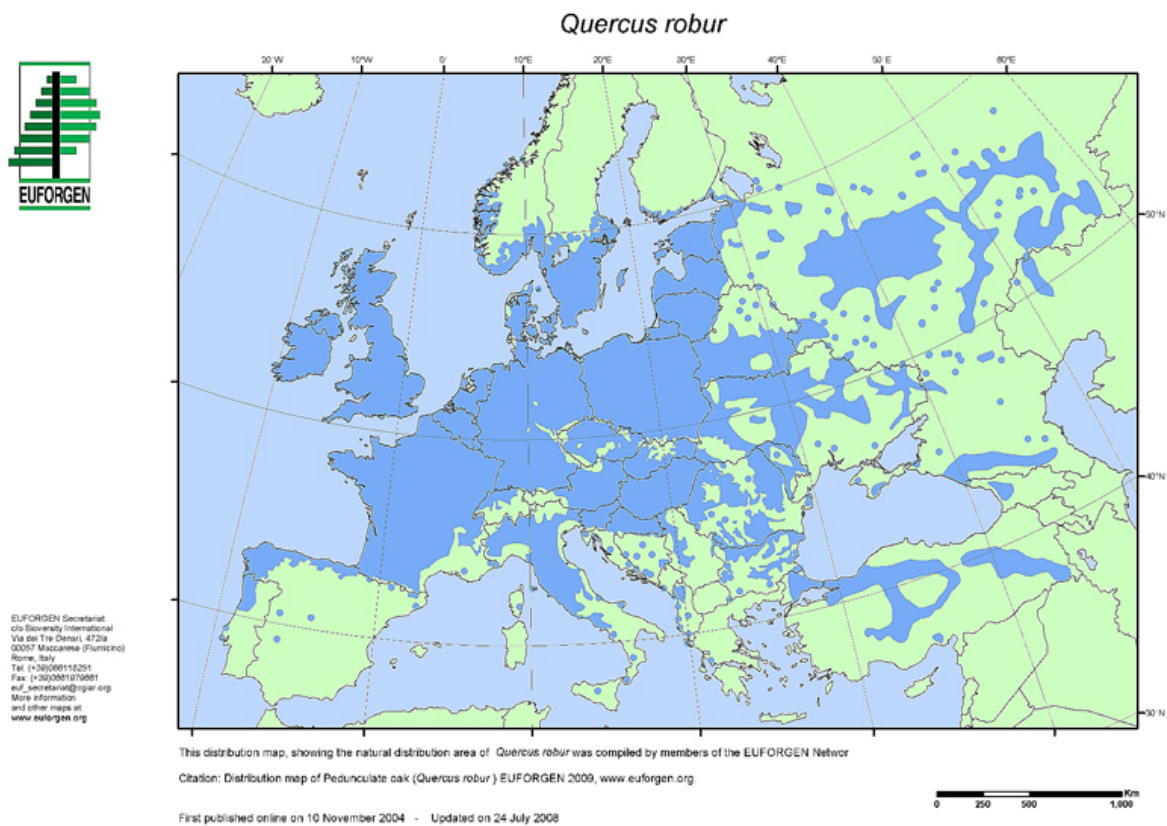 Quercus robur
20°W 10°W 0° 10°E 20°E 30°E 40°E 50°E 60°E
EUFORGEN
50°N
40°N
30°N
EUFORGEN Secretariat
c/o Bioversity International
Via dei Tre Denari, 472/a
00057 Maccarese (Fiumicino)
Rome, Italy
Tel. (+39)066118251
Fax: (+39)0661979661
euf_secretariat@cgiar.org
More information
and other maps at:
www.euforgen.org
This distribution map, showing the natural distribution area of Quercus robur was compiled by members of the EUFORGEN Networ
Citation: Distribution map of Pedunculate oak (Quercus robur ) EUFORGEN 2009, www.euforgen.org.
First published online on 10 November 2004 - Updated on 24 July 2008
Km
0 250 500 1,000